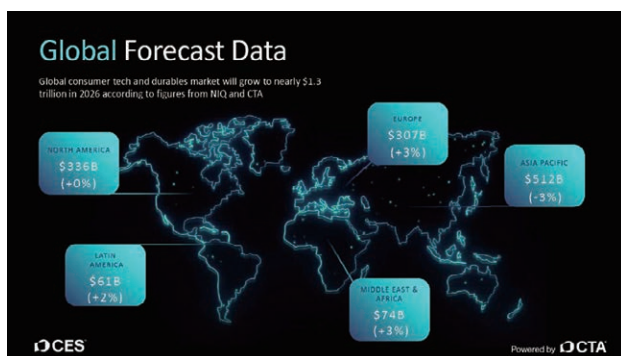 Global Forecast Data
Global consumer tech and durables market will grow to nearly $1.3
trillion in 2026 according to figures from NIQ and CTA
EUROPE
$307B
(+3%)
NORTH AMERICA
$336B
(+0%)
ASIA PACIFIC
$512B
(-3%)
LATIN
AMERICA
$61B
(+2%)
MIDDLE EAST &
AFRICA
$74B
(+3%)
CES
Powered by CTA